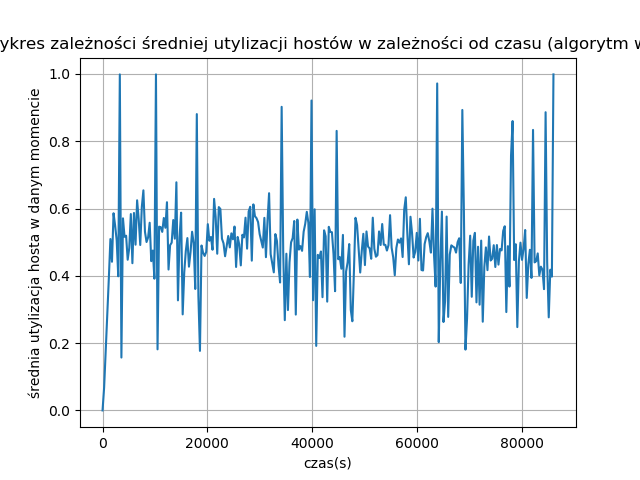 ykres zależności średniej utylizacji hostów w zależności od czasu (algorytm w
średnia utylizacja hosta w danym momencie
1.0
0.8
0.6
0.4
0.2
0.0
0 20000 40000 60000 80000
czas(s)